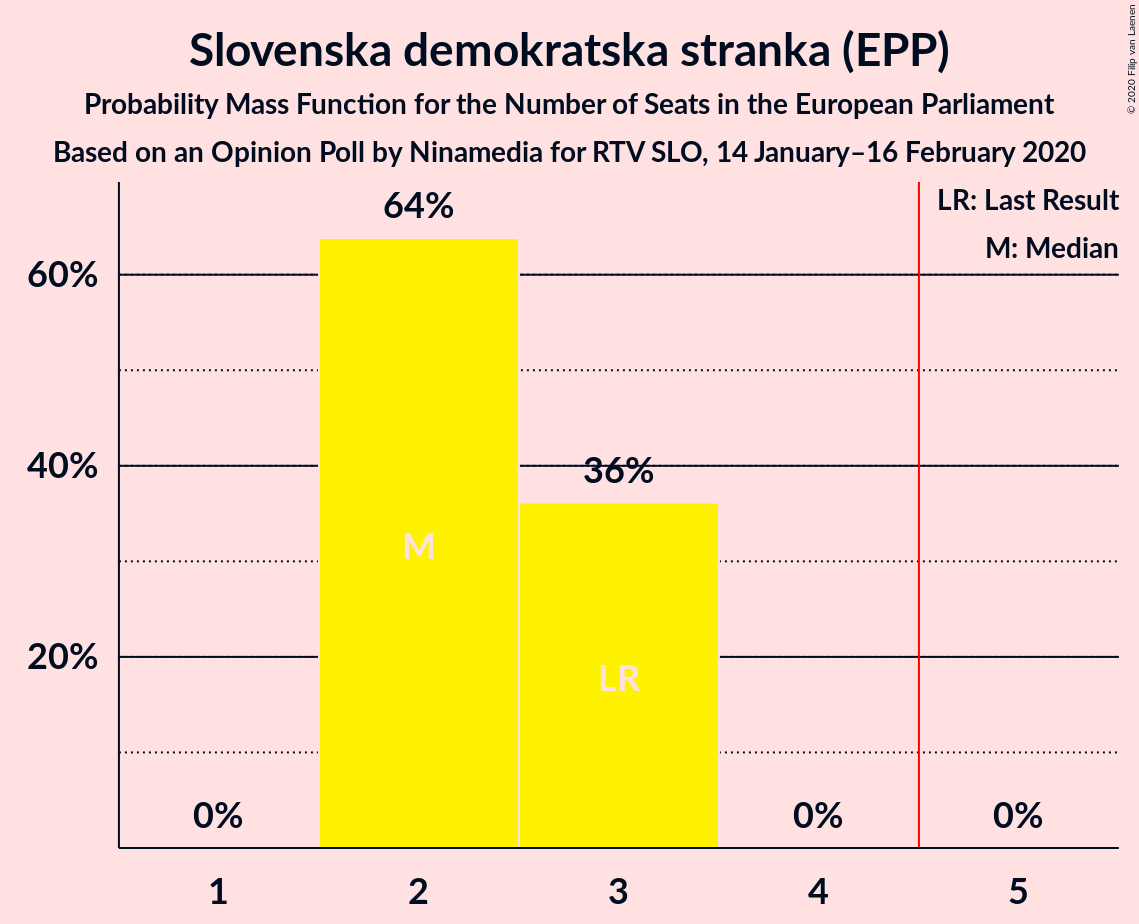 Slovenska demokratska stranka (EPP)
Probability Mass Function for the Number of Seats in the European Parliament
Based on an Opinion Poll by Ninamedia for RTV SLO, 14 January–16 February 2020
© 2020 Filip van Laenen
LR: Last Result
M: Median
64%
60%
40%
36%
M
20%
LR
0%
0%
0%
1
2
3
4
5